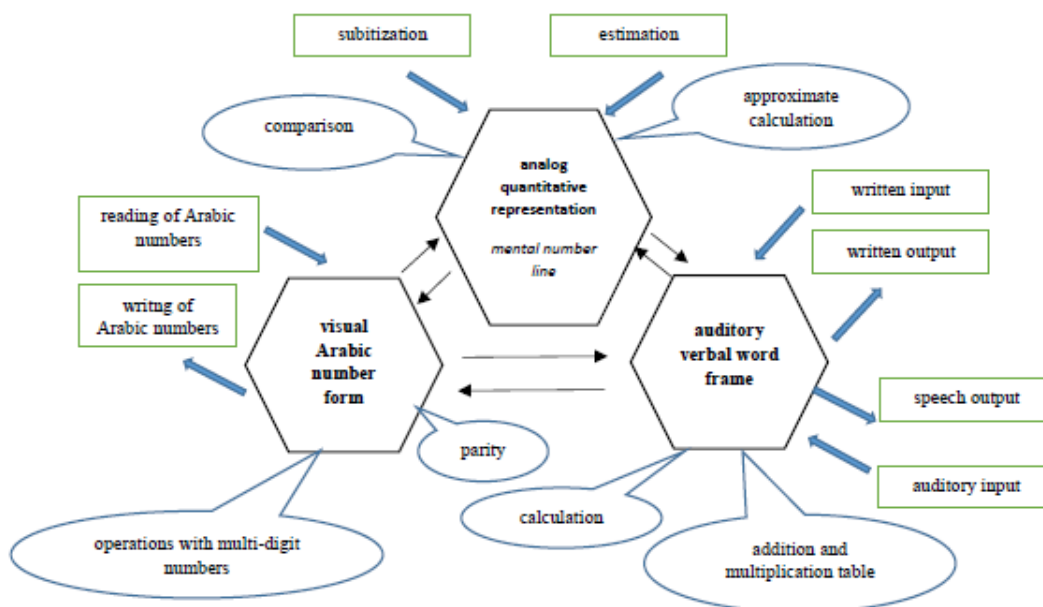 subitization
estimation
comparison
approximate
calculation
analog
quantitative
representation
mental number
line
reading of Arabic
numbers
writng of
Arabic numbers
written input
written output
visual
Arabic
number
form
auditory
verbal word
frame
speech output
parity
auditory input
calculation
operations with multi-digit
numbers
addition and
multiplication table